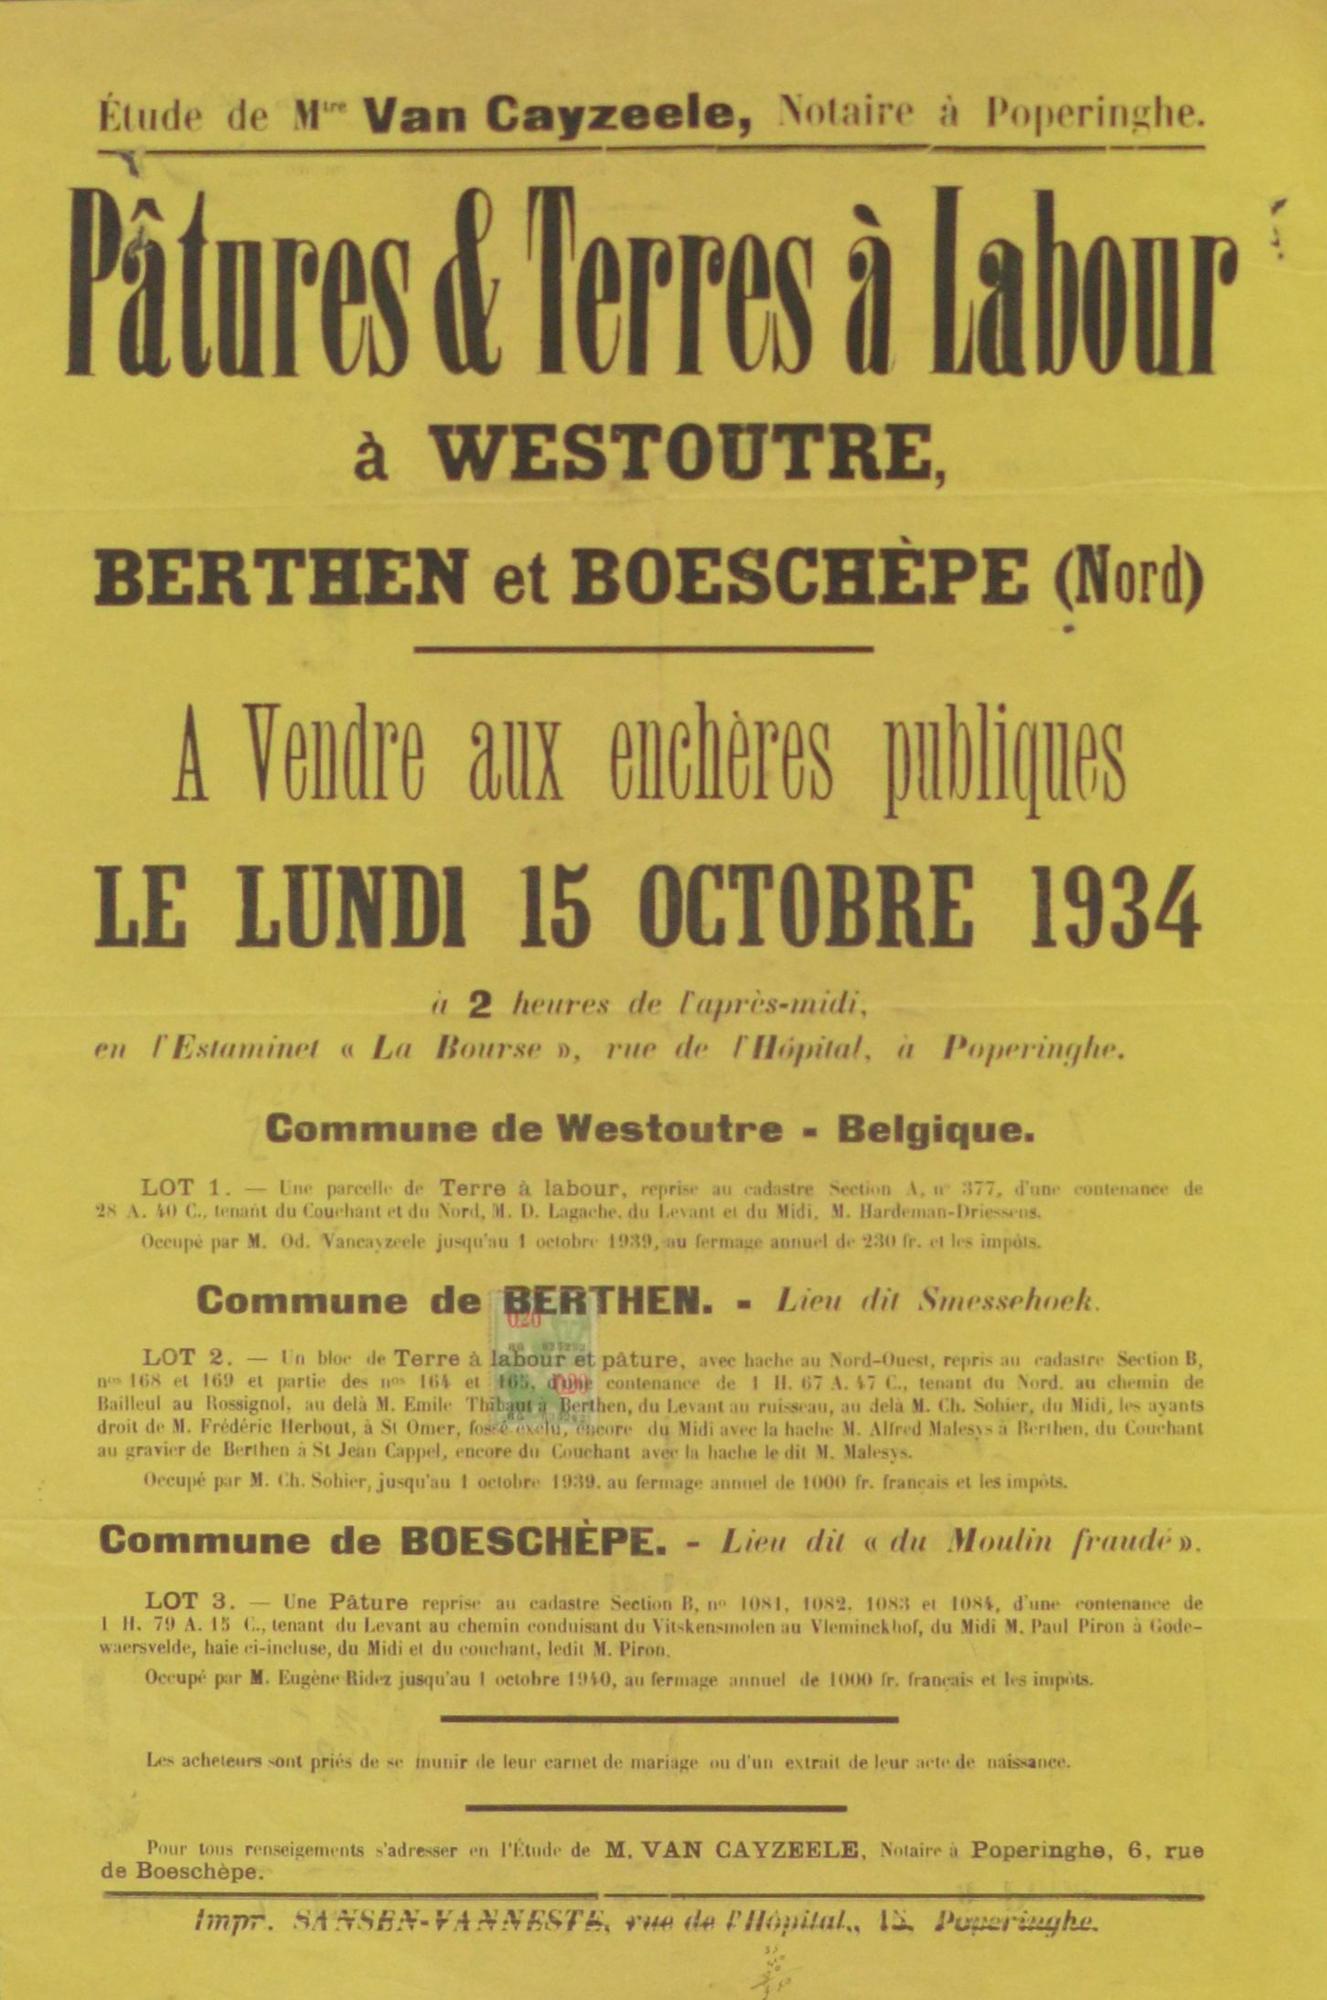 Étude de Mtre Van Cayzeele, Notaire à Poperinghe.
Pâtures & Terres à Labour
à WESTOUTRE,
BERTHEN et BOESCHÈPE (Nord)
A Vendre aux enchères publiques
LE LUNDI 15 OCTOBRE 1934
à 2 heures de l'après-midi,
en l'Estaminet « La Bourse », rue de l'Hôpital, à Poperinghe.
Commune de Westoutre - Belgique.
LOT 1. — Une parcelle de Terre à labour, reprise au cadastre Section A, n° 377, d'une contenance de
28 A. 40 C., tenant du Couchant et du Nord, M. D. Lagache, du Levant et du Midi, M. Hardeman-Driessens.
Occupé par M. Od. Vancayzeele jusqu'au 1 octobre 1939, au fermage annuel de 230 fr. et les impôts.
Commune de BERTHEN. - Lieu dit Smessehoek.
0.20
LOT 2. — Un bloc de Terre à labour et pâture, avec hache au Nord-Ouest, repris au cadastre Section B,
nos 168 et 169 et partie des nos 164 et 165, d'une contenance de 1 H. 67 A. 47 C., tenant du Nord, au chemin de
0.20
Bailleul au Rossignol, au delà M. Emile Thibaut à Berthen, du Levant au ruisseau, au delà M. Ch. Sohier, du Midi, les ayants
droit de M. Frédéric Herbout, à St Omer, fossé exclu, encore du Midi avec la hache M. Alfred Malesys à Berthen, du Couchant
au gravier de Berthen à St Jean Cappel, encore du Couchant avec la hache le dit M. Malesys.
Occupé par M. Ch. Sohier, jusqu'au 1 octobre 1939, au fermage annuel de 1000 fr. français et les impôts.
Commune de BOESCHÈPE. - Lieu dit « du Moulin fraudé ».
LOT 3. — Une Pâture reprise au cadastre Section B, n° 1081, 1082, 1083 et 1084, d'une contenance de
1 H. 79 A. 15 C., tenant du Levant au chemin conduisant du Vitskensmolen au Vleminckhof, du Midi M. Paul Piron à Gode-
waersvelde, haie ci-incluse, du Midi et du couchant, ledit M. Piron.
Occupé par M. Eugène Ridez jusqu'au 1 octobre 1940, au fermage annuel de 1000 fr. français et les impôts.
Les acheteurs sont priés de se munir de leur carnet de mariage ou d'un extrait de leur acte de naissance.
Pour tous renseigements s'adresser en l'Étude de M. VAN CAYZEELE, Notaire à Poperinghe, 6, rue
de Boeschèpe.
Impr. SANSEN-VANNESTE, rue de l'Hôpital,, 15, Poperinghe.